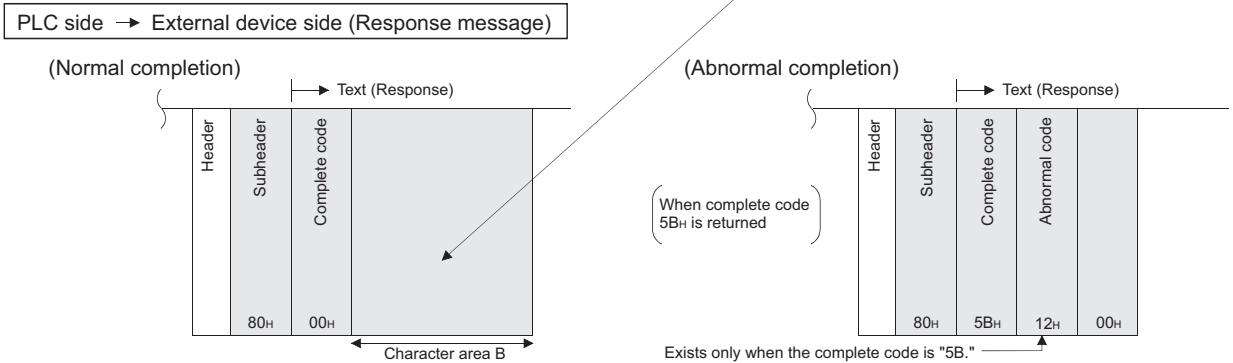 PLC side → External device side (Response message)
(Normal completion)
Text (Response)
Header
Subheader
Complete code
80H
00H
Character area B
(Abnormal completion)
Text (Response)
When complete code
5BH is returned
Header
Subheader
Complete code
Abnormal code
80H
5BH
12H
00H
Exists only when the complete code is "5B."